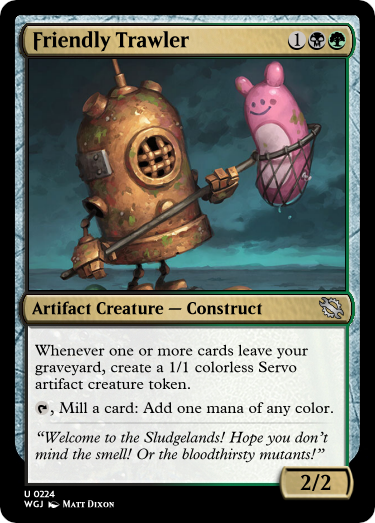 Friendly Trawler 1
Artifact Creature — Construct
Whenever one or more cards leave your
graveyard, create a 1/1 colorless Servo
artifact creature token.
, Mill a card: Add one mana of any color.
“Welcome to the Sludgelands! Hope you don’t
mind the smell! Or the bloodthirsty mutants!”
2/2
U 0224
WGJ Matt Dixon